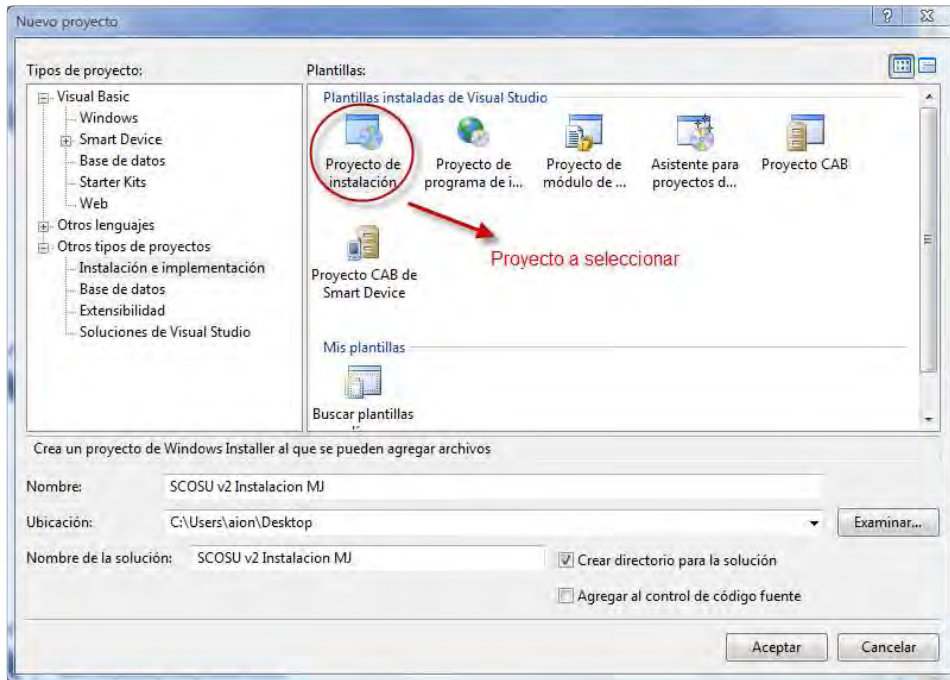 Nuevo proyecto
Tipos de proyecto:
Visual Basic
Windows
Smart Device
Base de datos
Starter Kits
Web
Otros lenguajes
Otros tipos de proyectos
Instalación e implementación
Base de datos
Extensibilidad
Soluciones de Visual Studio
Plantillas:
Plantillas instaladas de Visual Studio
Proyecto de
instalación
Proyecto de
programa de i...
Proyecto de
módulo de ...
Asistente para
proyectos d...
Proyecto CAB
Proyecto CAB de
Smart Device
Proyecto a seleccionar
Mis plantillas
Buscar plantillas
Crea un proyecto de Windows Installer al que se pueden agregar archivos
Nombre: SCOSU v2 Instalacion MJ
Ubicación: C:\Users\aion\Desktop Examinar...
Nombre de la solución: SCOSU v2 Instalacion MJ Crear directorio para la solución
Agregar al control de código fuente
Aceptar Cancelar